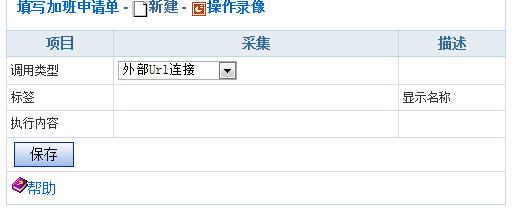 填写加班申请单 - 新建 - 操作录像
项目 采集 描述
调用类型 外部Url连接
标签 显示名称
执行内容
保存
帮助